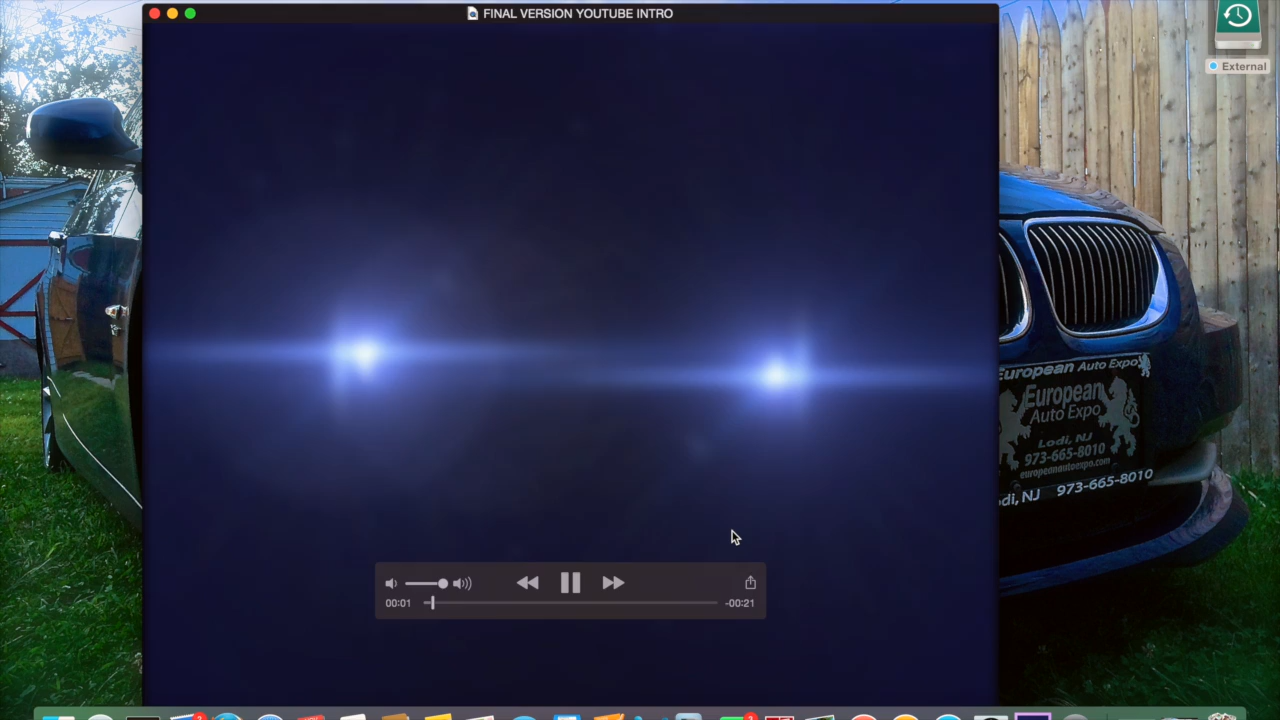 FINAL VERSION YOUTUBE INTRO
External
00:01
-00:21
European Auto Expo
European
Auto Expo
Lodi, NJ
973-665-8010
europeanautoexpo.com
di, NJ 973-665-8010